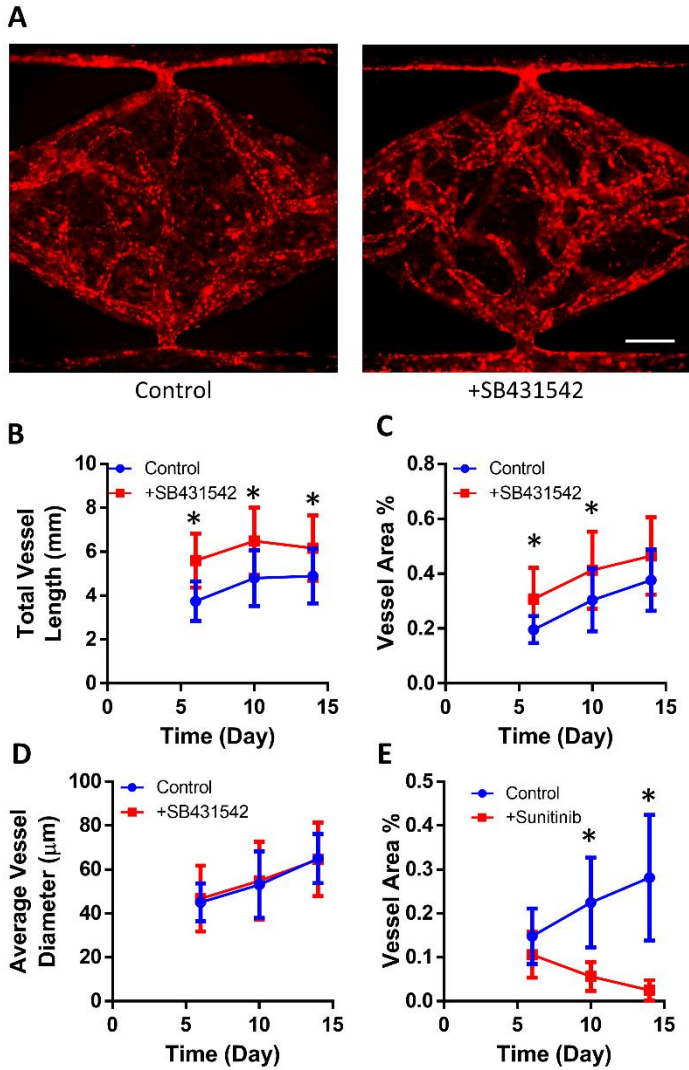 A
Control
+SB431542
B
10
8
6
4
2
0
Total Vessel
Length (mm)
Control
+SB431542
* * *
0 5 10 15
Time (Day)
C
0.8
0.6
0.4
0.2
0.0
Vessel Area %
Control
+SB431542
* *
0 5 10 15
Time (Day)
D
100
80
60
40
20
0
Average Vessel
Diameter (μm)
Control
+SB431542
0 5 10 15
Time (Day)
E
0.5
0.4
0.3
0.2
0.1
0.0
Vessel Area %
Control
+Sunitinib
* *
0 5 10 15
Time (Day)